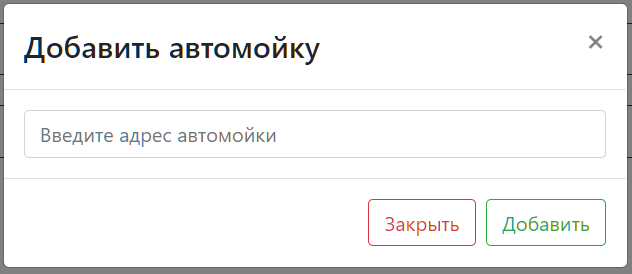 Добавить автомойку ×
Введите адрес автомойки
Закрыть Добавить